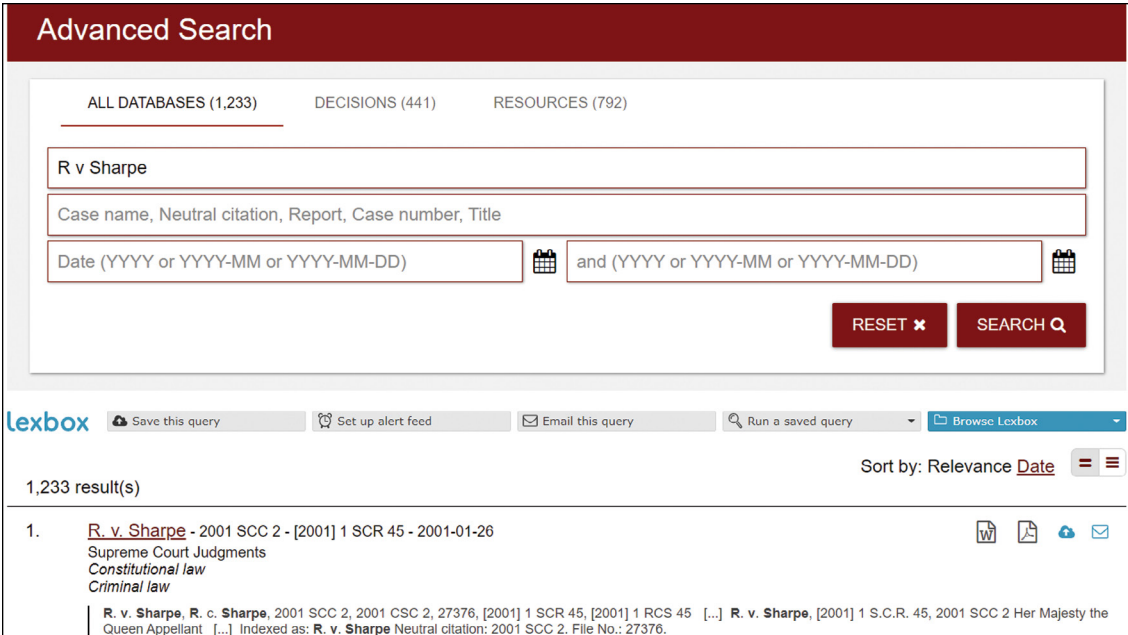 Advanced Search
ALL DATABASES (1,233) DECISIONS (441) RESOURCES (792)
R v Sharpe
Case name, Neutral citation, Report, Case number, Title
Date (YYYY or YYYY-MM or YYYY-MM-DD) and (YYYY or YYYY-MM or YYYY-MM-DD)
RESET SEARCH
lexbox Save this query Set up alert feed Email this query Run a saved query Browse Lexbox
Sort by: Relevance Date
1,233 result(s)
1. R. v. Sharpe - 2001 SCC 2 - [2001] 1 SCR 45 - 2001-01-26
Supreme Court Judgments
Constitutional law
Criminal law
R. v. Sharpe, R. c. Sharpe, 2001 SCC 2, 2001 CSC 2, 27376, [2001] 1 SCR 45, [2001] 1 RCS 45 [...] R. v. Sharpe, [2001] 1 S.C.R. 45, 2001 SCC 2 Her Majesty the
Queen Appellant [...] Indexed as: R. v. Sharpe Neutral citation: 2001 SCC 2. File No.: 27376.